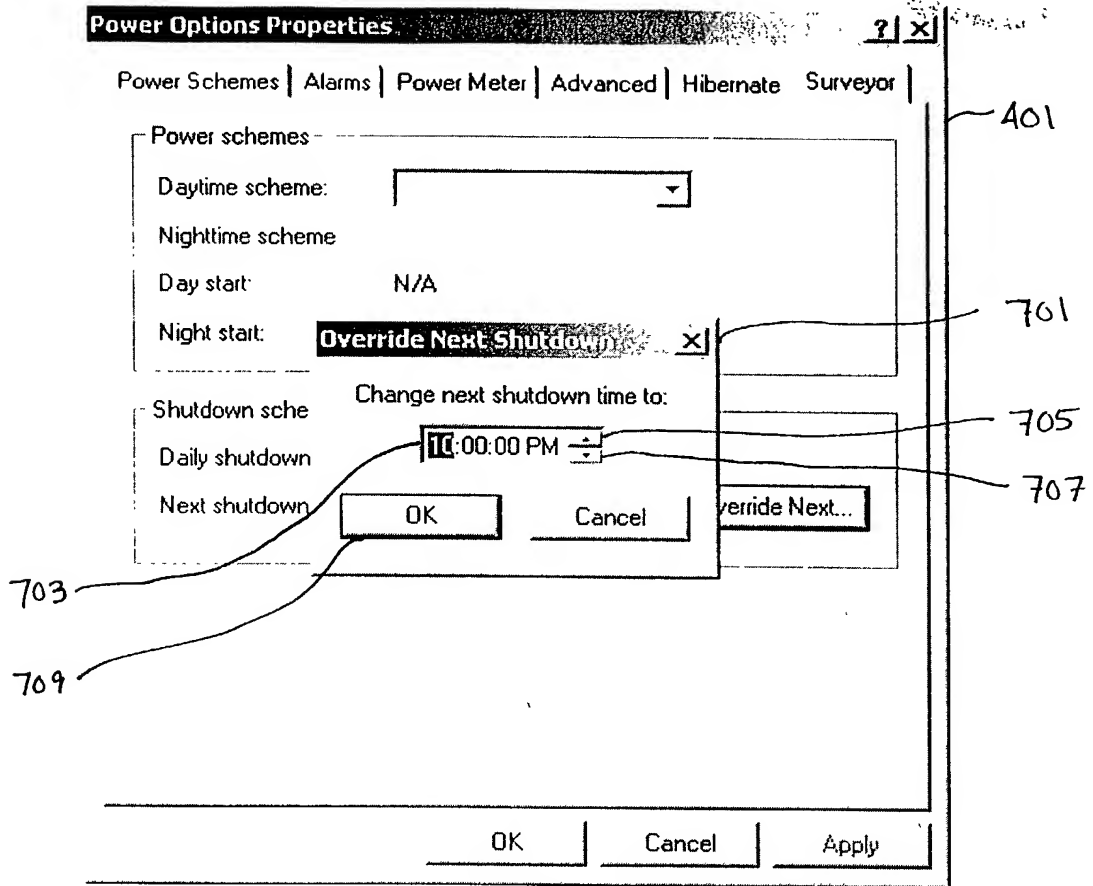 Power Options Properties ? ×
Power Schemes Alarms Power Meter Advanced Hibernate Surveyor
401
Power schemes
Daytime scheme:
Nighttime scheme
Day start: N/A
Night start:
701
Override Next Shutdown ×
Change next shutdown time to:
Shutdown sche
705
10:00:00 PM
Daily shutdown
707
Next shutdown
OK Cancel
verride Next...
703
709
OK Cancel Apply